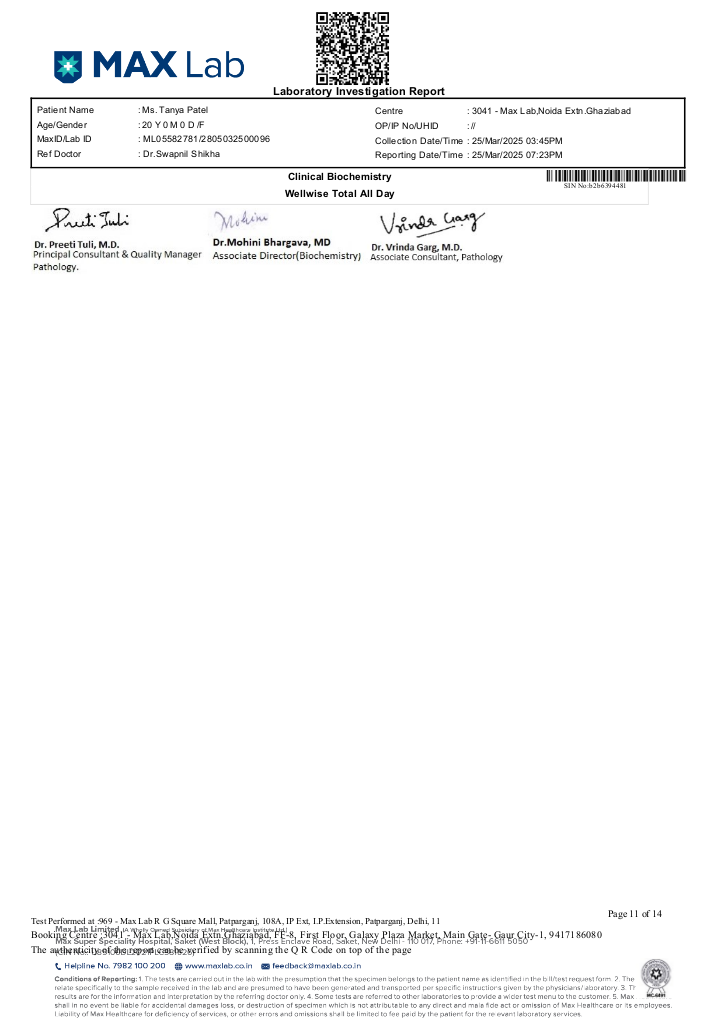 MAX Lab
Laboratory Investigation Report
Patient Name : Ms. Tanya Patel
Age/Gender : 20 Y 0 M 0 D /F
MaxID/Lab ID : ML05582781/2805032500096
Ref Doctor : Dr.Swapnil Shikha
Centre : 3041 - Max Lab,Noida Extn.Ghaziabad
OP/IP No/UHID : //
Collection Date/Time : 25/Mar/2025 03:45PM
Reporting Date/Time : 25/Mar/2025 07:23PM
Clinical Biochemistry
SIN No:b2b6394481
Wellwise Total All Day
Preeti Tuli
Mohini
Vrinda Garg
Dr. Preeti Tuli, M.D.
Principal Consultant & Quality Manager
Pathology.
Dr.Mohini Bhargava, MD
Associate Director(Biochemistry)
Dr. Vrinda Garg, M.D.
Associate Consultant, Pathology
Page 11 of 14
Test Performed at :969 - Max Lab R G Square Mall, Patparganj, 108A, IP Ext, I.P.Extension, Patparganj, Delhi, 11
Max Lab Limited (A Wholly Owned Subsidiary of Max Healthcare Institute Ltd.)
Booking Centre :3041 - Max Lab,Noida Extn.Ghaziabad, FF-8, First Floor, Galaxy Plaza Market, Main Gate- Gaur City-1, 9417186080
Max Super Speciality Hospital, Saket (West Block), 1, Press Enclave Road, Saket, New Delhi - 110 017, Phone: +91-11-6611 5050
The authenticity of the report can be verified by scanning the Q R Code on top of the page
Helpline No. 7982 100 200 www.maxlab.co.in feedback@maxlab.co.in
Conditions of Reporting: 1. The tests are carried out in the lab with the presumption that the specimen belongs to the patient name as identified in the bill/test request form. 2. The
relate specifically to the sample received in the lab and are presumed to have been generated and transported per specific instructions given by the physicians/ aboratory. 3. Th
results are for the information and interpretation by the referring doctor only. 4. Some tests are referred to other laboratories to provide a wider test menu to the customer. 5. Max
shall in no event be liable for accidental damages, loss, or destruction of specimen which is not attributable to any direct and mala fide act or omission of Max Healthcare or its employees.
Liability of Max Healthcare for deficiency of services, or other errors and omissions shall be limited to fee paid by the patient for the re evant laboratory services.
MC-6691